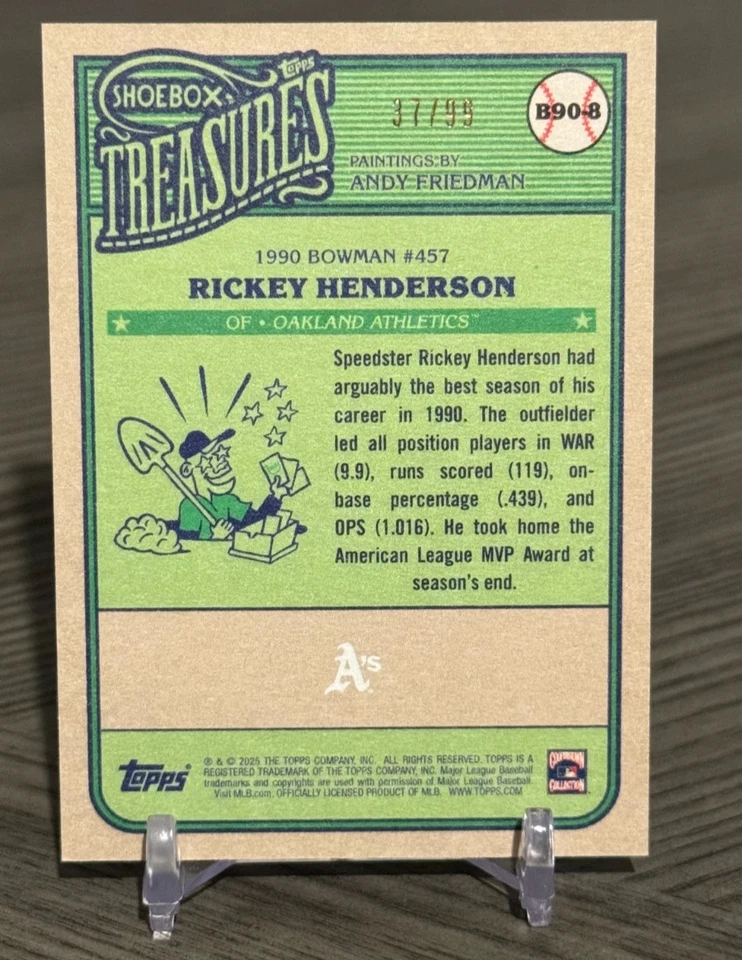 topps
SHOEBOX
TREASURES
37/99
B90-8
PAINTINGS BY
ANDY FRIEDMAN
1990 BOWMAN #457
RICKEY HENDERSON
OF • OAKLAND ATHLETICS™
Speedster Rickey Henderson had
arguably the best season of his
career in 1990. The outfielder
led all position players in WAR
(9.9), runs scored (119), on-
base percentage (.439), and
OPS (1.016). He took home the
American League MVP Award at
season's end.
A's
topps
® & © 2025 THE TOPPS COMPANY, INC. ALL RIGHTS RESERVED. TOPPS IS A
REGISTERED TRADEMARK OF THE TOPPS COMPANY, INC. Major League Baseball
trademarks and copyrights are used with permission of Major League Baseball.
Visit MLB.com. OFFICIALLY LICENSED PRODUCT OF MLB. WWW.TOPPS.COM
COOPERSTOWN
COLLECTION